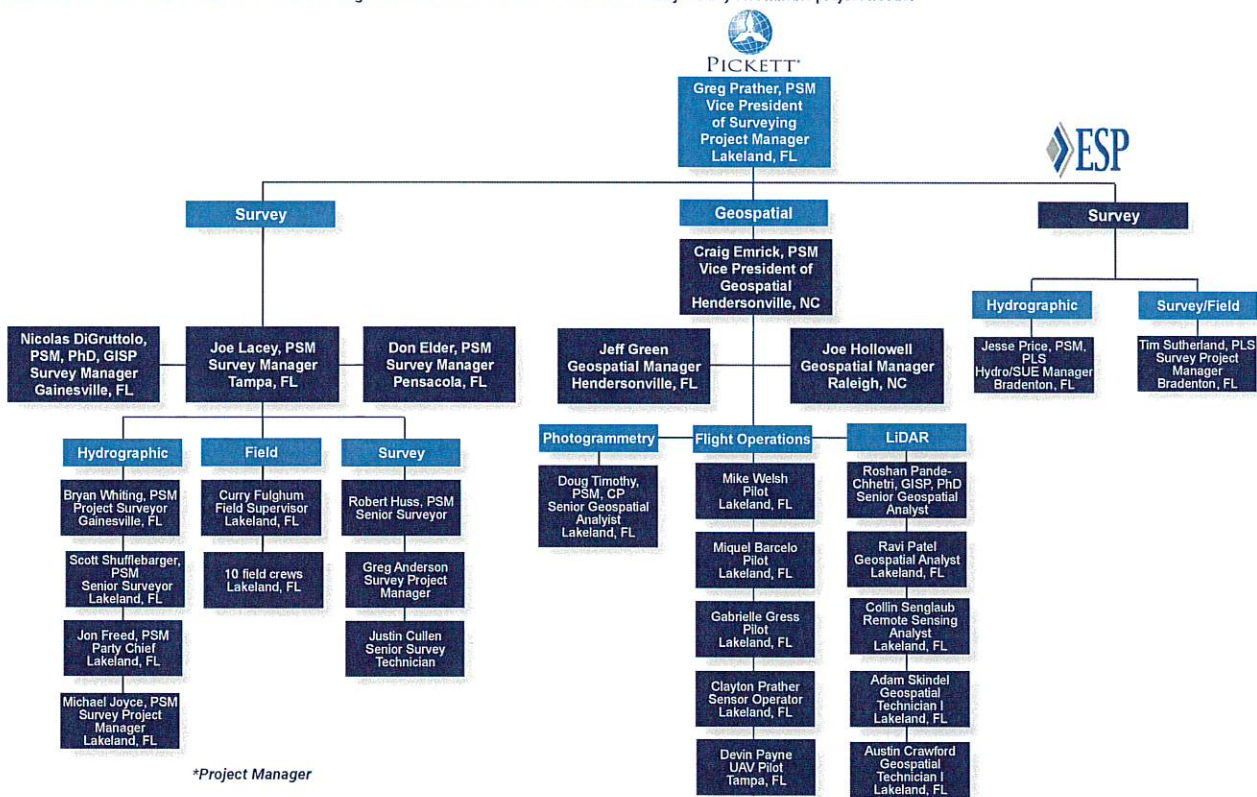 PICKETT®
Greg Prather, PSM
Vice President
of Surveying
Project Manager
Lakeland, FL
ESP
Survey
Geospatial
Survey
Craig Emrick, PSM
Vice President of
Geospatial
Hendersonville, NC
Hydrographic
Survey/Field
Nicolas DiGruttolo,
PSM, PhD, GISP
Survey Manager
Gainesville, FL
Joe Lacey, PSM
Survey Manager
Tampa, FL
Don Elder, PSM
Survey Manager
Pensacola, FL
Jeff Green
Geospatial Manager
Hendersonville, FL
Joe Hollowell
Geospatial Manager
Raleigh, NC
Jesse Price, PSM,
PLS
Hydro/SUE Manager
Bradenton, FL
Tim Sutherland, PLS
Survey Project
Manager
Bradenton, FL
Hydrographic
Field
Survey
Photogrammetry
Flight Operations
LiDAR
Bryan Whiting, PSM
Project Surveyor
Gainesville, FL
Scott Shufflebarger,
PSM
Senior Surveyor
Lakeland, FL
Jon Freed, PSM
Party Chief
Lakeland, FL
Michael Joyce, PSM
Survey Project
Manager
Lakeland, FL
Curry Fulghum
Field Supervisor
Lakeland, FL
10 field crews
Lakeland, FL
Robert Huss, PSM
Senior Surveyor
Greg Anderson
Survey Project
Manager
Justin Cullen
Senior Survey
Technician
Doug Timothy,
PSM, CP
Senior Geospatial
Analyist
Lakeland, FL
Mike Welsh
Pilot
Lakeland, FL
Miquel Barcelo
Pilot
Lakeland, FL
Gabrielle Gress
Pilot
Lakeland, FL
Clayton Prather
Sensor Operator
Lakeland, FL
Devin Payne
UAV Pilot
Tampa, FL
Roshan Pande-
Chhetri, GISP, PhD
Senior Geospatial
Analyst
Ravi Patel
Geospatial Analyst
Lakeland, FL
Collin Senglaub
Remote Sensing
Analyst
Lakeland, FL
Adam Skindel
Geospatial
Technician I
Lakeland, FL
Austin Crawford
Geospatial
Technician I
Lakeland, FL
*Project Manager